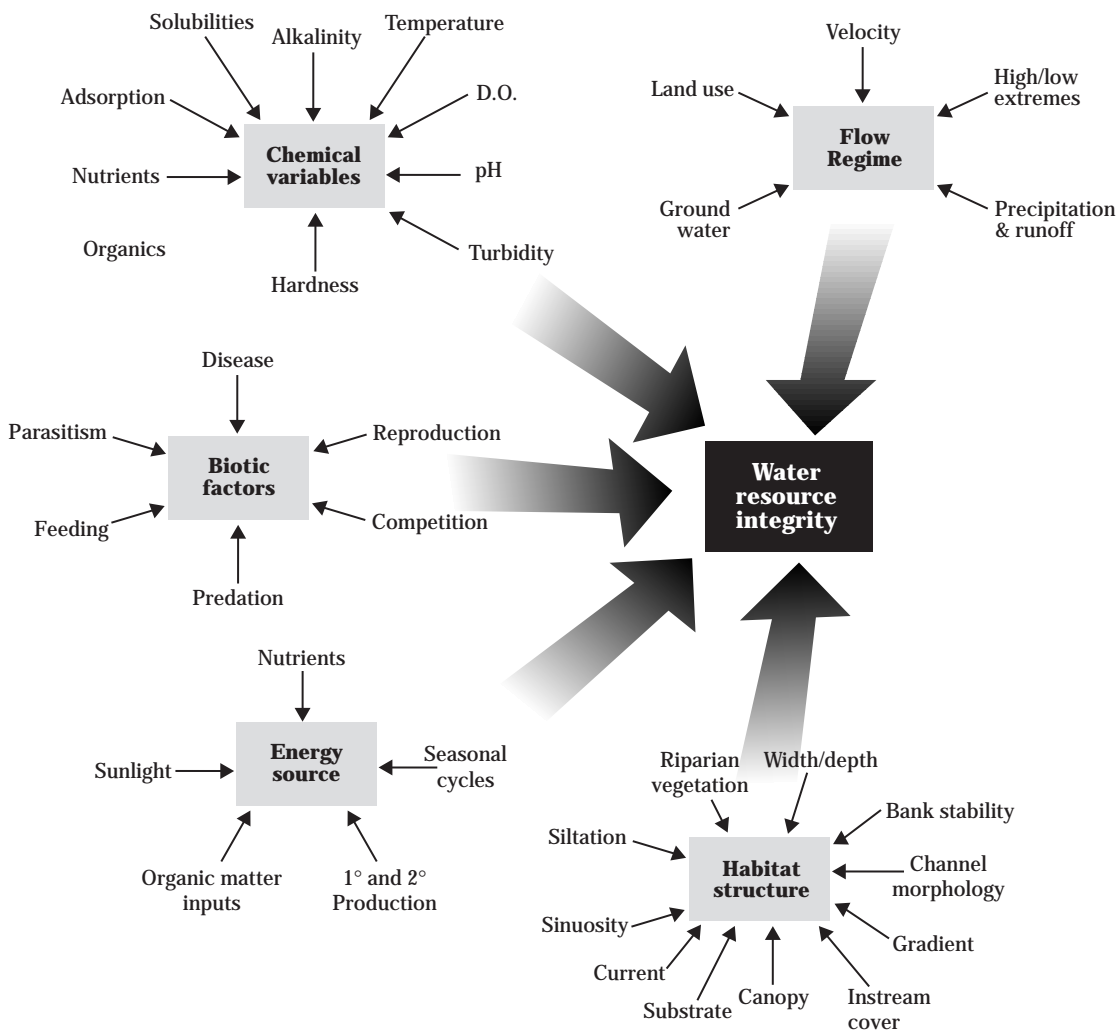 Solubilities
Alkalinity
Temperature
Adsorption
D.O.
Chemical
variables
Nutrients
pH
Organics
Hardness
Turbidity
Velocity
Land use
High/low
extremes
Flow
Regime
Ground
water
Precipitation
& runoff
Disease
Parasitism
Reproduction
Biotic
factors
Feeding
Competition
Predation
Water
resource
integrity
Nutrients
Energy
source
Sunlight
Seasonal
cycles
Organic matter
inputs
1° and 2°
Production
Riparian
vegetation
Width/depth
Bank stability
Siltation
Habitat
structure
Channel
morphology
Sinuosity
Gradient
Current
Substrate
Canopy
Instream
cover